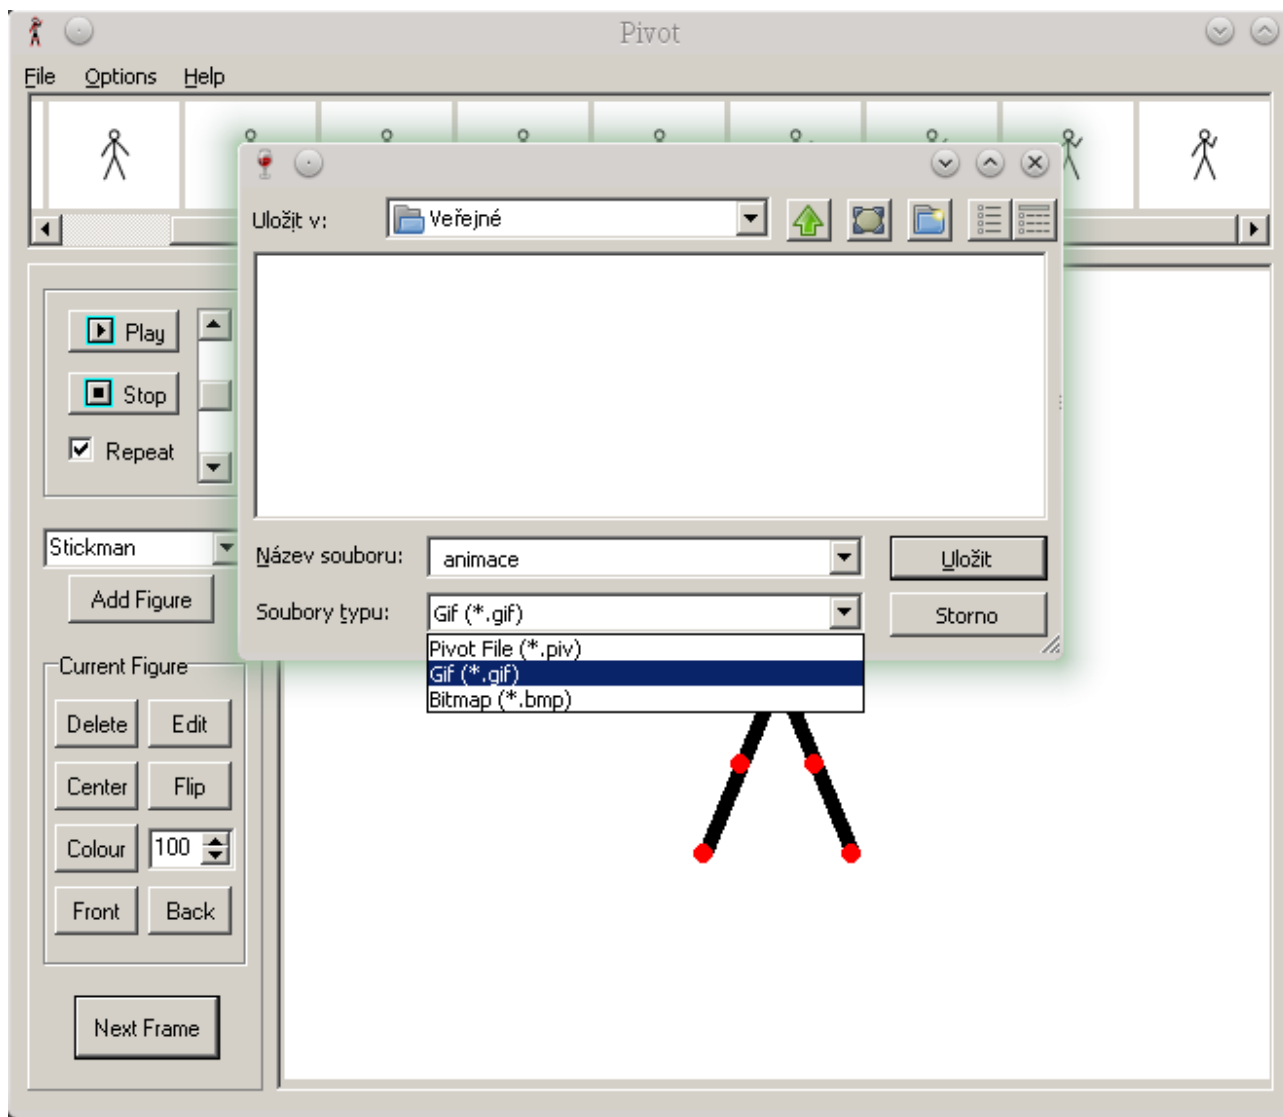 Pivot
File Options Help
Uložit v: Veřejné
Play
Stop
Repeat
Stickman
Add Figure
Název souboru: animace Uložit
Soubory typu: Gif (*.gif) Storno
Pivot File (*.piv)
Gif (*.gif)
Bitmap (*.bmp)
Current Figure
Delete Edit
Center Flip
Colour 100
Front Back
Next Frame